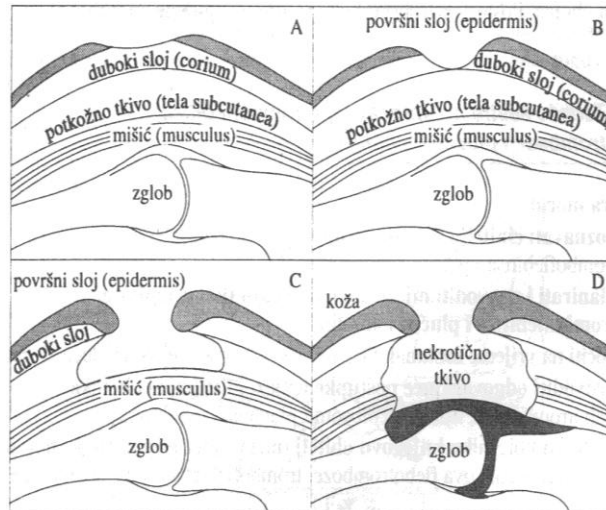 A
duboki sloj (corium)
potkožno tkivo (tela subcutanea)
mišić (musculus)
zglob
površni sloj (epidermis)
B
duboki sloj (corium)
potkožno tkivo (tela subcutanea)
mišić (musculus)
zglob
C
površni sloj (epidermis)
duboki sloj
mišić (musculus)
zglob
D
koža
nekrotično
tkivo
zglob